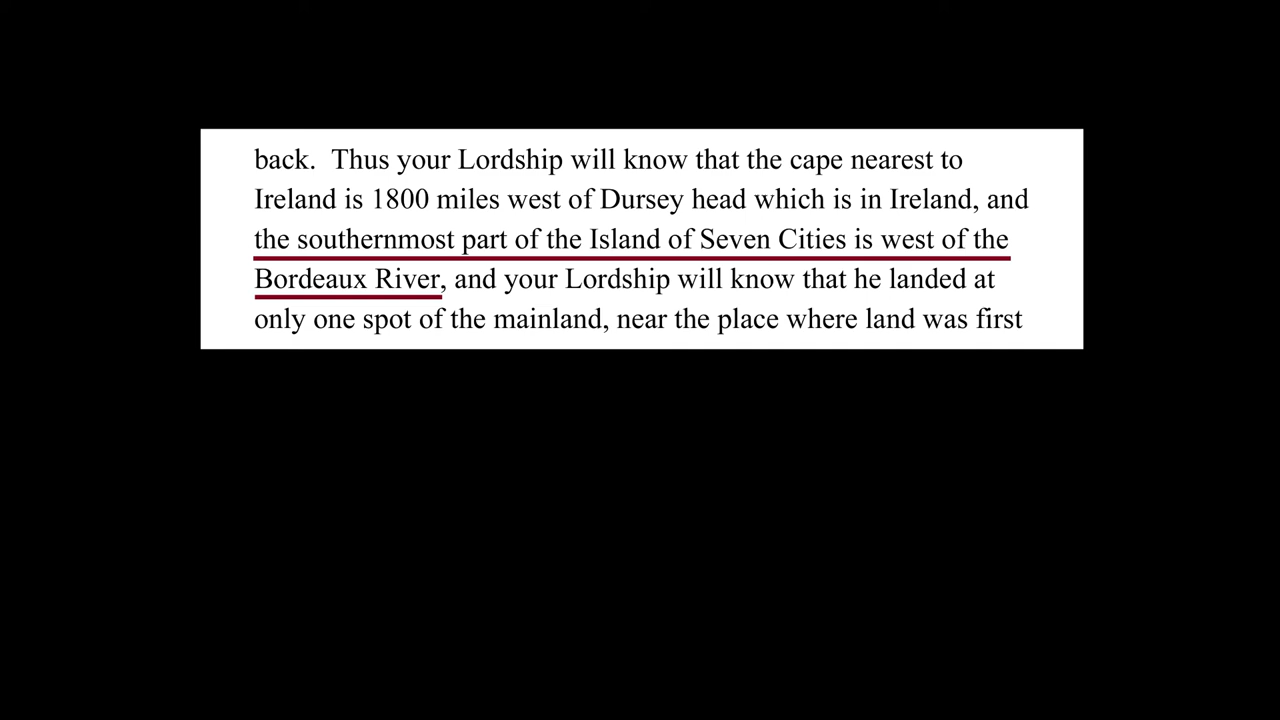 back. Thus your Lordship will know that the cape nearest to
Ireland is 1800 miles west of Dursey head which is in Ireland, and
the southernmost part of the Island of Seven Cities is west of the
Bordeaux River, and your Lordship will know that he landed at
only one spot of the mainland, near the place where land was first